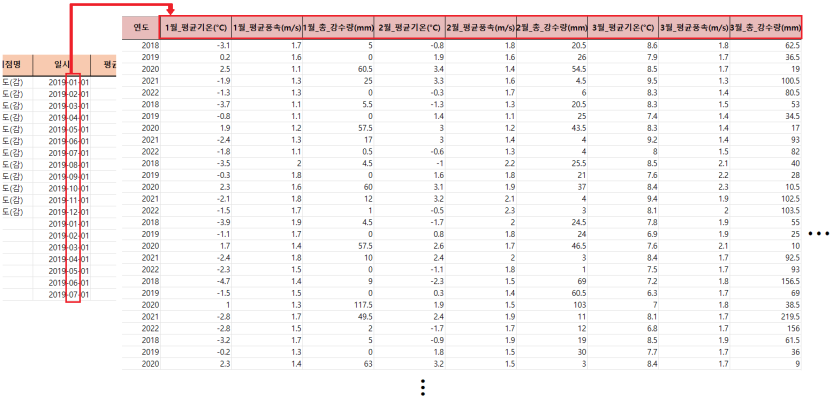 점명 일시 평균
도(감) 2019-01-01
도(감) 2019-02-01
도(감) 2019-03-01
도(감) 2019-04-01
도(감) 2019-05-01
도(감) 2019-06-01
도(감) 2019-07-01
도(감) 2019-08-01
도(감) 2019-09-01
도(감) 2019-10-01
도(감) 2019-11-01
도(감) 2019-12-01
2019-01-01
2019-02-01
2019-03-01
2019-04-01
2019-05-01
2019-06-01
2019-07-01
연도 1월_평균기온(℃) 1월_평균풍속(m/s) 1월_총_강수량(mm) 2월_평균기온(℃) 2월_평균풍속(m/s) 2월_총_강수량(mm) 3월_평균기온(℃) 3월_평균풍속(m/s) 3월_총_강수량(mm)
2018 -3.1 1.7 5 -0.8 1.8 20.5 8.6 1.8 62.5
2019 0.2 1.6 0 1.9 1.6 26 7.9 1.7 36.5
2020 2.5 1.1 60.5 3.4 1.4 54.5 8.5 1.7 19
2021 -1.9 1.3 25 3.3 1.6 4.5 9.5 1.3 100.5
2022 -1.3 1.3 0 -0.3 1.7 6 8.3 1.4 80.5
2018 -3.7 1.1 5.5 -1.3 1.3 20.5 8.3 1.5 53
2019 -0.8 1.1 0 1.4 1.1 25 7.4 1.4 34.5
2020 1.9 1.2 57.5 3 1.2 43.5 8.3 1.4 17
2021 -2.4 1.3 17 3 1.4 4 9.2 1.4 93
2022 -1.8 1.1 0.5 -0.6 1.3 4 8 1.5 82
2018 -3.5 2 4.5 -1 2.2 25.5 8.5 2.1 40
2019 -0.3 1.8 0 1.6 1.8 21 7.6 2.2 28
2020 2.3 1.6 60 3.1 1.9 37 8.4 2.3 10.5
2021 -2.1 1.8 12 3.2 2.1 4 9.4 1.9 102.5
2022 -1.5 1.7 1 -0.5 2.3 3 8.1 2 103.5
2018 -3.9 1.9 4.5 -1.7 2 24.5 7.8 1.9 55
2019 -1.1 1.7 0 0.8 1.8 24 6.9 1.9 25
2020 1.7 1.4 57.5 2.6 1.7 46.5 7.6 2.1 10
2021 -2.4 1.8 10 2.4 2 3 8.4 1.7 92.5
2022 -2.3 1.5 0 -1.1 1.8 1 7.5 1.7 93
2018 -4.7 1.4 9 -2.3 1.5 69 7.2 1.8 156.5
2019 -1.5 1.5 0 0.3 1.4 60.5 6.3 1.7 69
2020 1 1.3 117.5 1.9 1.5 103 7 1.8 38.5
2021 -2.8 1.7 49.5 2.4 1.9 11 8.1 1.7 219.5
2022 -2.8 1.5 2 -1.7 1.7 12 6.8 1.7 156
2018 -3.2 1.7 5 -0.9 1.9 19 8.5 1.9 61.5
2019 -0.2 1.3 0 1.8 1.5 30 7.7 1.7 36
2020 2.3 1.4 63 3.2 1.5 3 8.4 1.7 9